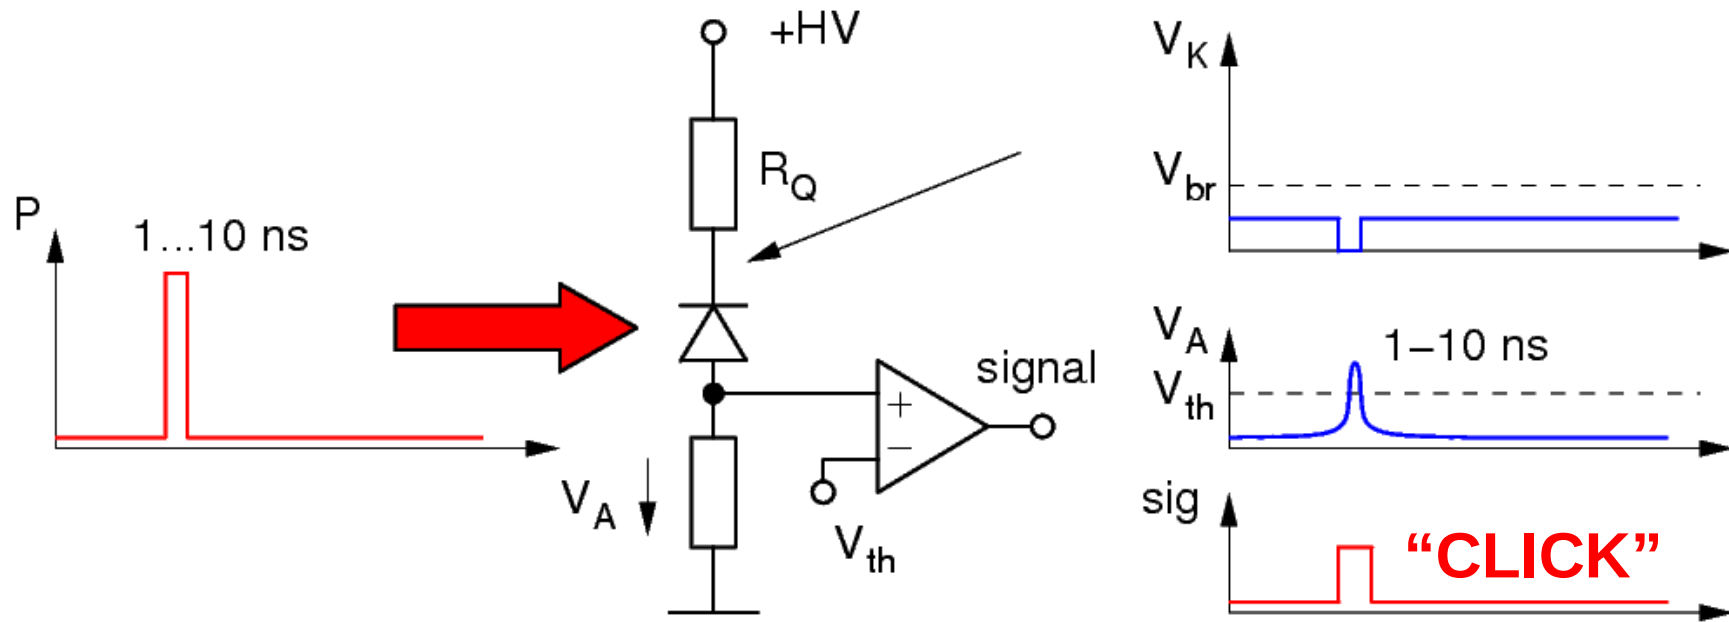 P
1...10 ns
+HV
R_Q
signal
+
−
V_A
V_th
V_K
V_br
V_A
1−10 ns
V_th
sig
“CLICK”